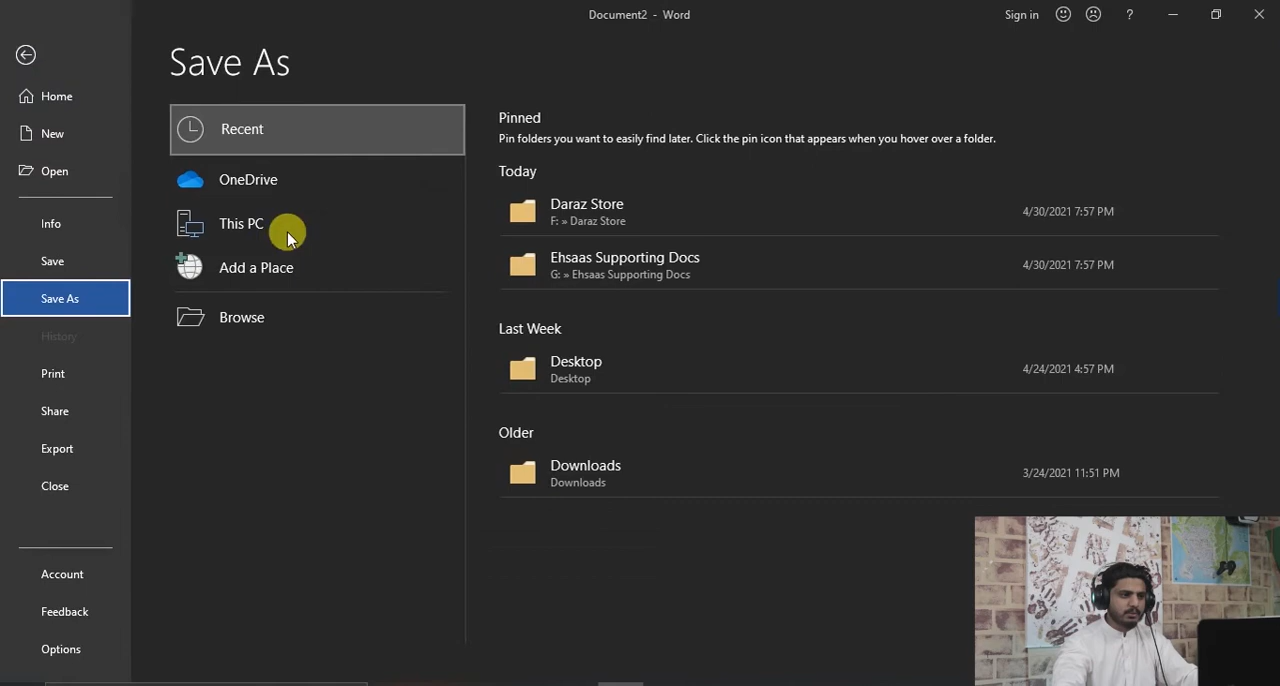 Document2 - Word
Sign in
?
Home
New
Open
Info
Save
Save As
History
Print
Share
Export
Close
Account
Feedback
Options
Save As
Recent
OneDrive
This PC
Add a Place
Browse
Pinned
Pin folders you want to easily find later. Click the pin icon that appears when you hover over a folder.
Today
Daraz Store
F: » Daraz Store
4/30/2021 7:57 PM
Ehsaas Supporting Docs
G: » Ehsaas Supporting Docs
4/30/2021 7:57 PM
Last Week
Desktop
Desktop
4/24/2021 4:57 PM
Older
Downloads
Downloads
3/24/2021 11:51 PM